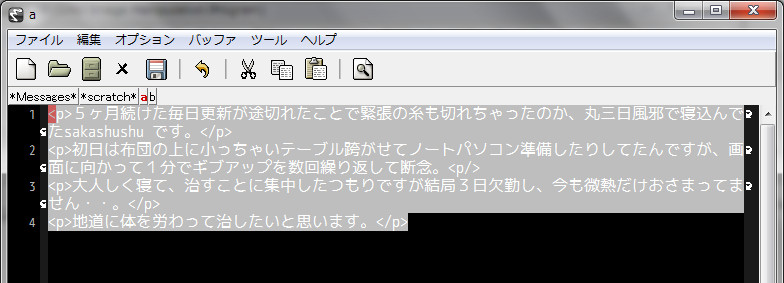 a
ファイル 編集 オプション バッファ ツール ヘルプ
*Messages* *scratch* a b
1 <p>５ヶ月続けた毎日更新が途切れたことで緊張の糸も切れちゃったのか、丸三日風邪で寝込んで
たsakashushu です。</p>
2 <p>初日は布団の上に小っちゃいテーブル跨がせてノートパソコン準備したりしてたんですが、画
面に向かって１分でギブアップを数回繰り返して断念。<p/>
3 <p>大人しく寝て、治すことに集中したつもりですが結局３日欠勤し、今も微熱だけおさまってま
せん・・。</p>
4 <p>地道に体を労わって治したいと思います。</p>